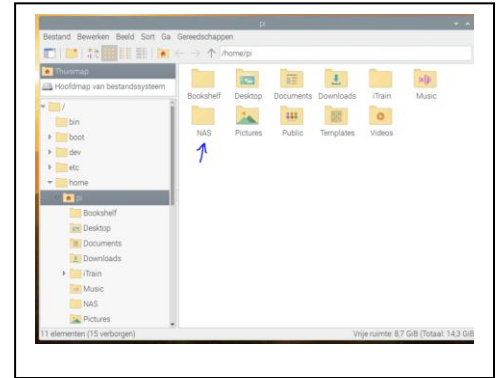 pi
Bestand Bewerken Beeld Sort Ga Gereedschappen
/home/pi
Thuismap
Hoofdmap van bestandssysteem
/
bin
boot
dev
etc
home
pi
Bookshelf
Desktop
Documents
Downloads
iTrain
Music
NAS
Pictures
Bookshelf Desktop Documents Downloads iTrain Music
NAS Pictures Public Templates Videos
11 elementen (15 verborgen)
Vrije ruimte: 8,7 GiB (Totaal: 14,3 GiB